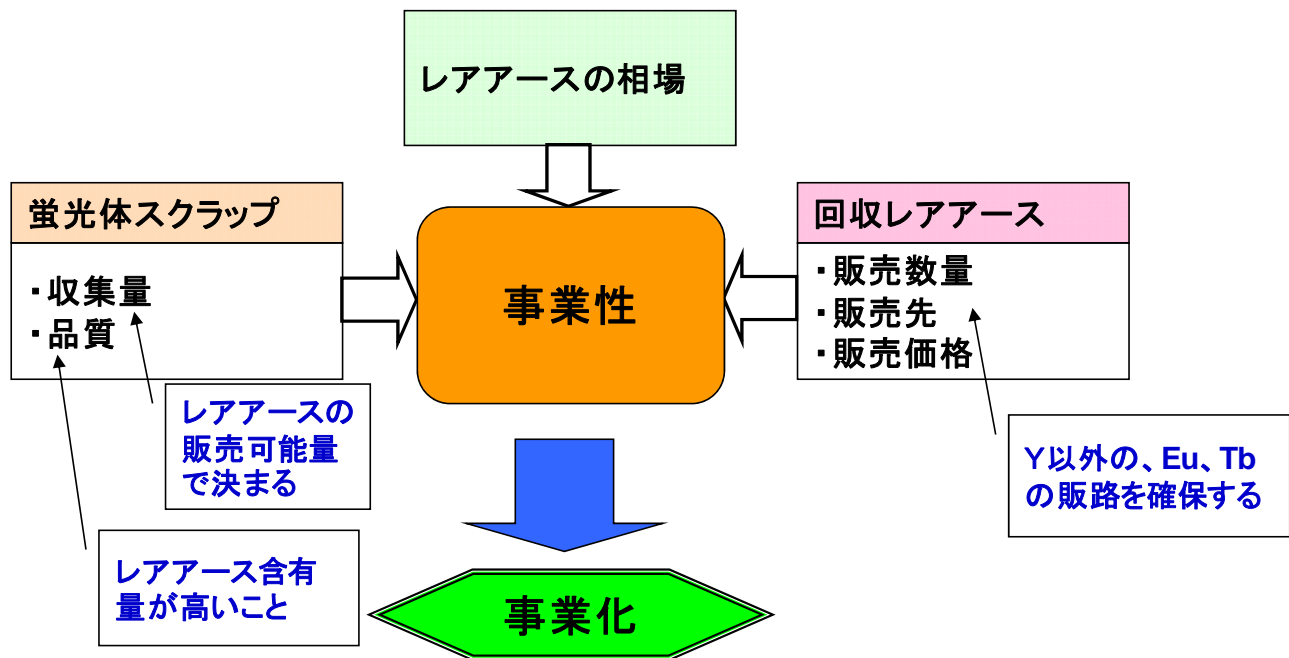 レアアースの相場
蛍光体スクラップ
・収集量
・品質
事業性
回収レアアース
・販売数量
・販売先
・販売価格
レアアースの
販売可能量
で決まる
レアアース含有
量が高いこと
Y以外の、Eu、Tb
の販路を確保する
事業化